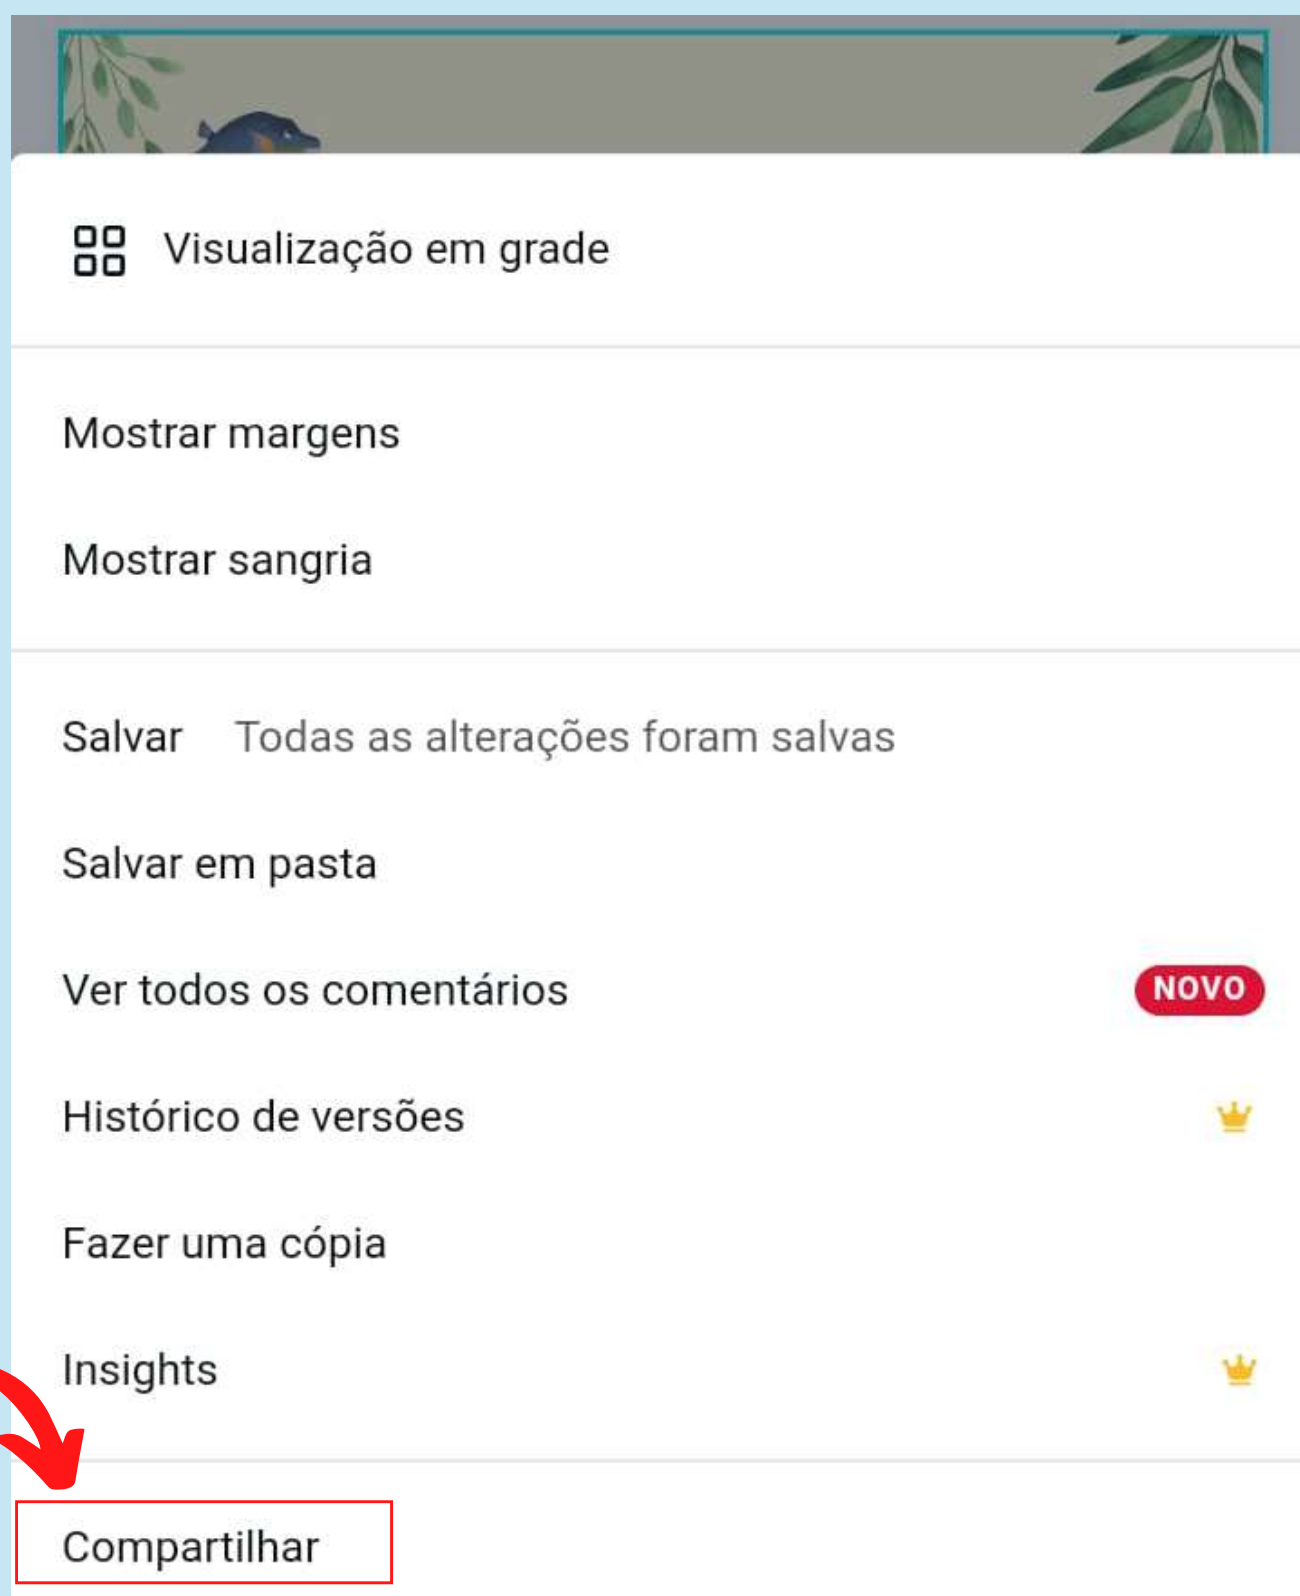 Visualização em grade
Mostrar margens
Mostrar sangria
Salvar Todas as alterações foram salvas
Salvar em pasta
Ver todos os comentários NOVO
Histórico de versões
Fazer uma cópia
Insights
Compartilhar